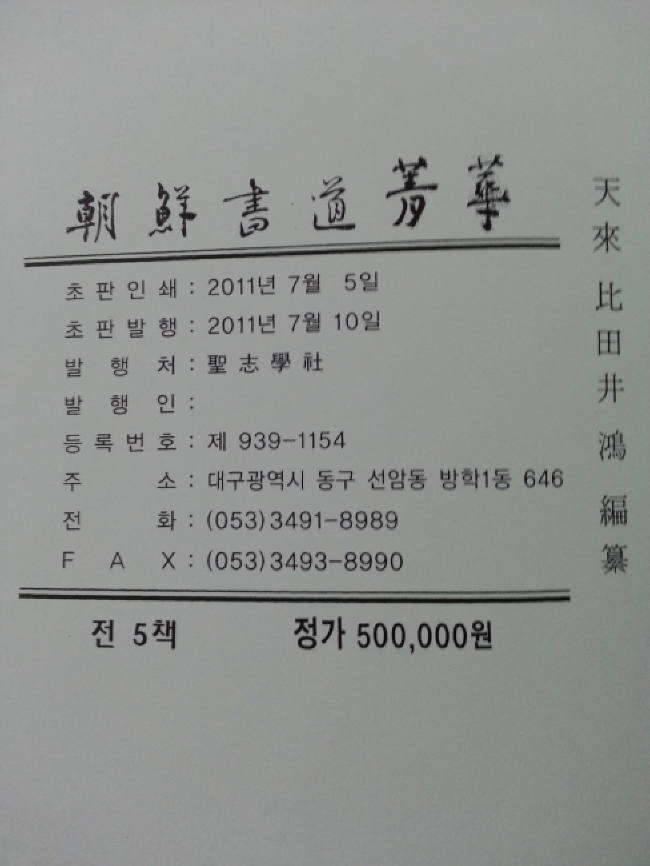 朝鮮書道菁華
초판인쇄 : 2011년 7월 5일
초판발행 : 2011년 7월 10일
발행처 : 聖志學社
발행인 :
등록번호 : 제 939-1154
주소 : 대구광역시 동구 선암동 방학1동 646
전화 : (053)3491-8989
FAX : (053)3493-8990
전 5책 정가 500,000원
天來 比田井 鴻 編纂